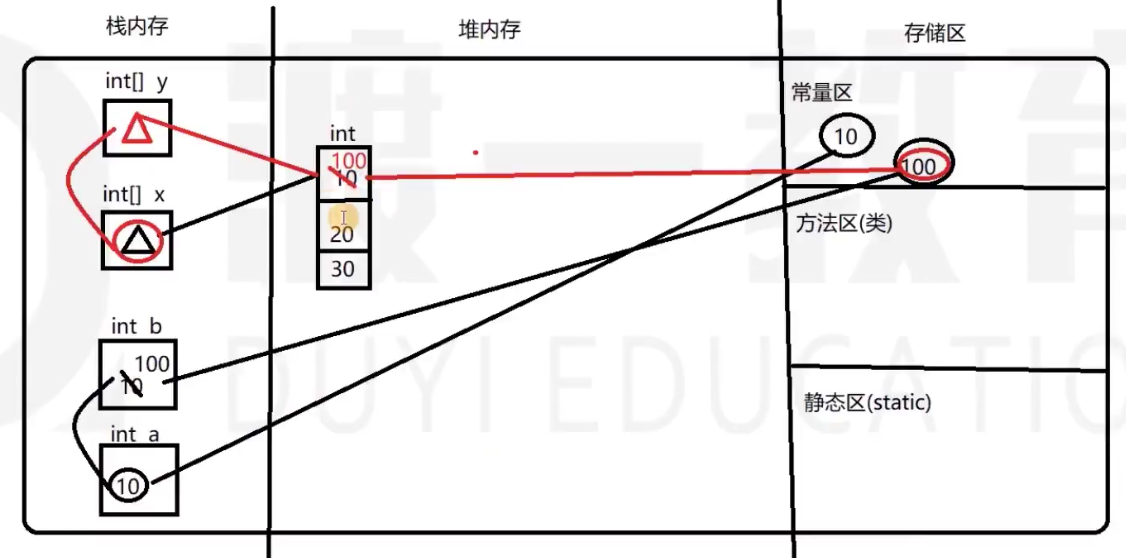 栈内存
堆内存
存储区
int[] y
int
常量区
10
100
100
10
int[] x
20
方法区(类)
30
int b
100
10
静态区(static)
int a
10
DUYI EDUCATIO